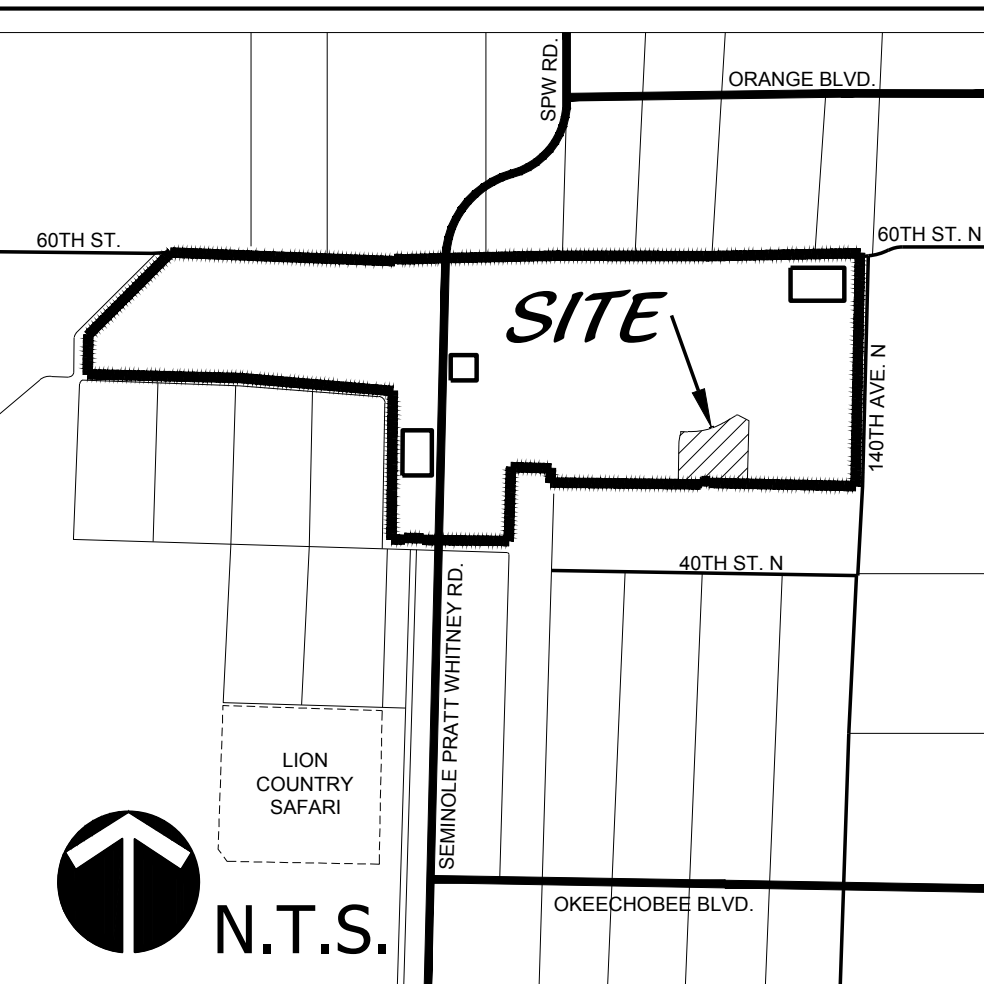 SPW RD.
ORANGE BLVD.
60TH ST.
60TH ST. N
SITE
140TH AVE. N
40TH ST. N
SEMINOLE PRATT WHITNEY RD.
LION
COUNTRY
SAFARI
OKEECHOBEE BLVD.
N.T.S.